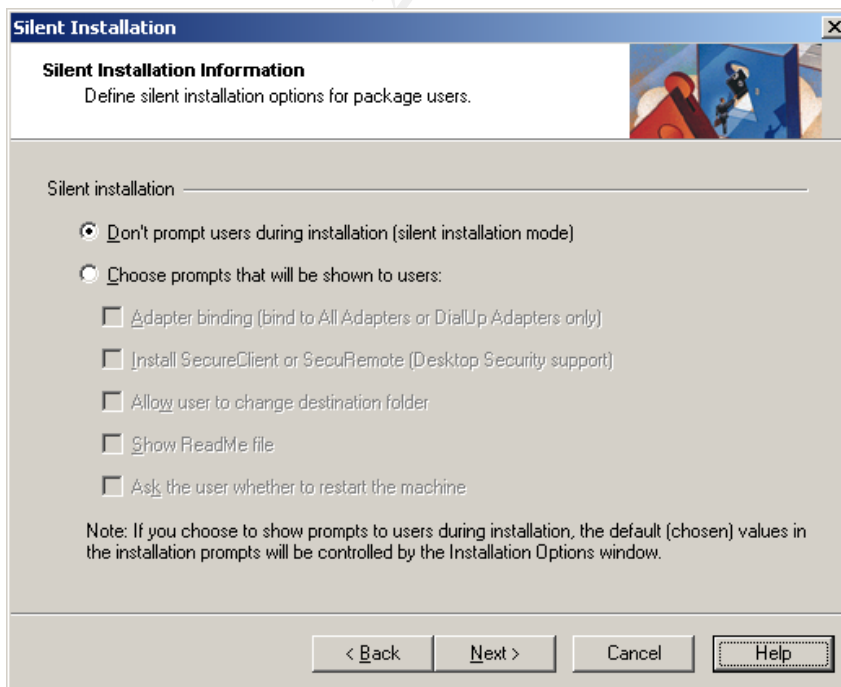 Silent Installation
Silent Installation Information
Define silent installation options for package users.
Silent installation
Don't prompt users during installation (silent installation mode)
Choose prompts that will be shown to users:
Adapter binding (bind to All Adapters or DialUp Adapters only)
Install SecureClient or SecuRemote (Desktop Security support)
Allow user to change destination folder
Show ReadMe file
Ask the user whether to restart the machine
Note: If you choose to show prompts to users during installation, the default (chosen) values in
the installation prompts will be controlled by the Installation Options window.
< Back
Next >
Cancel
Help